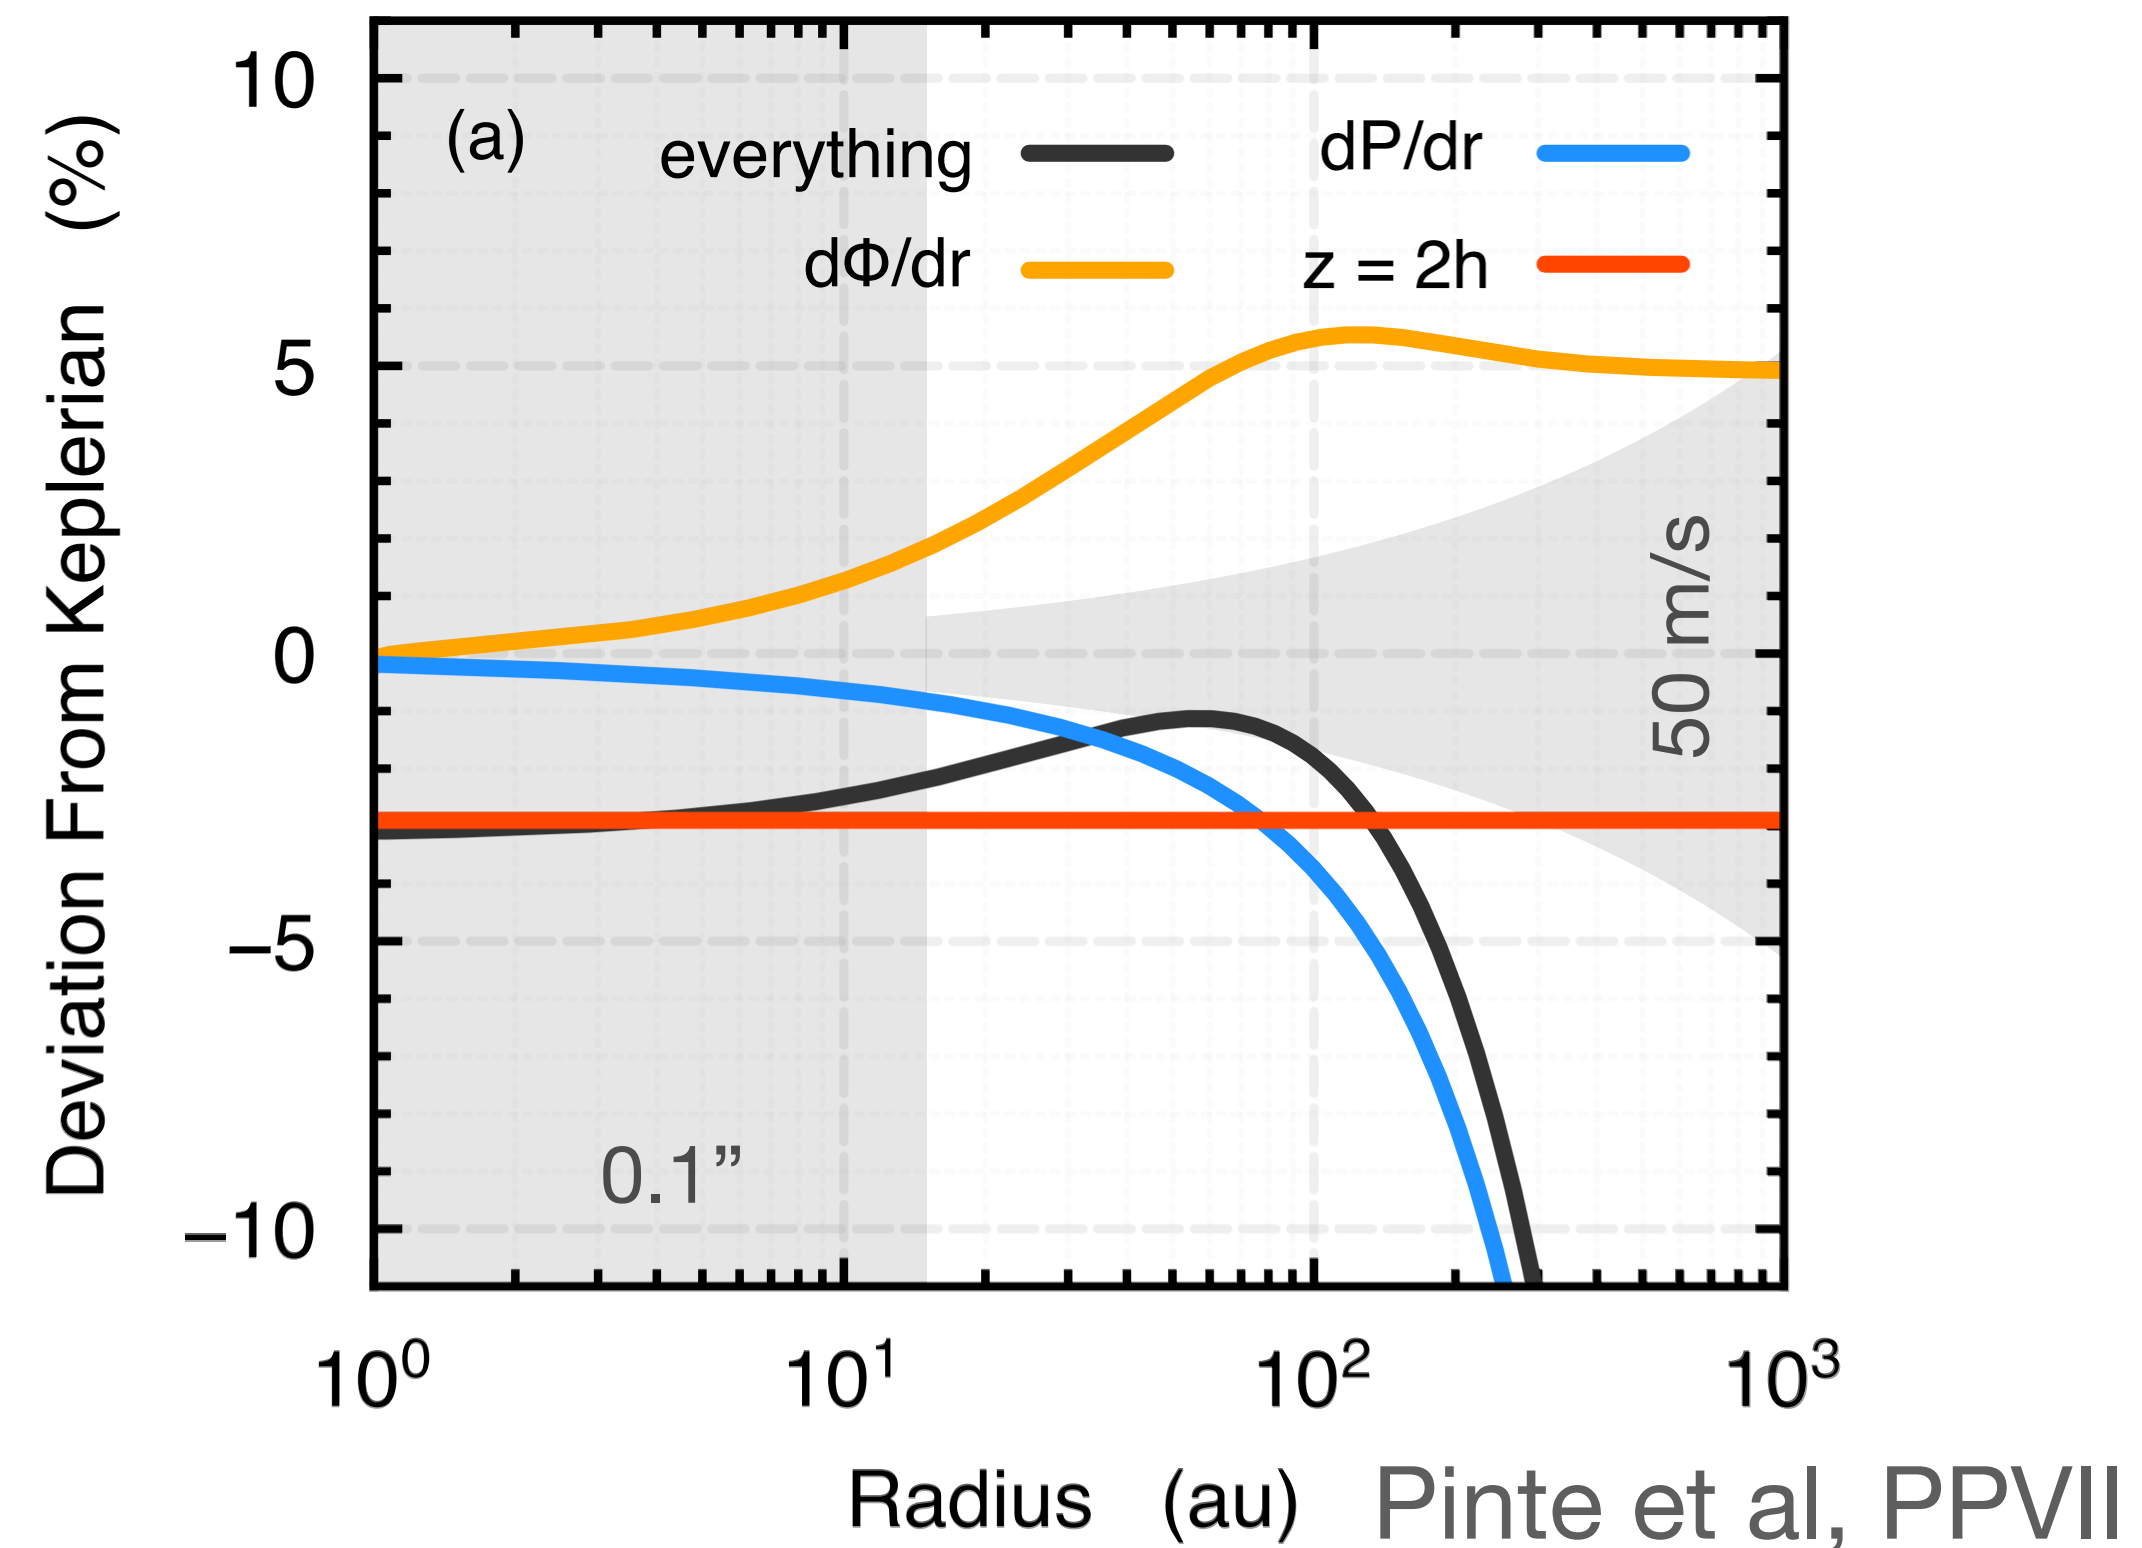 Deviation From Keplerian (%)
10
5
0
−5
−10
(a)
everything
dP/dr
dΦ/dr
z = 2h
50 m/s
0.1”
10⁰
10¹
10²
10³
Radius (au)
Pinte et al, PPVII